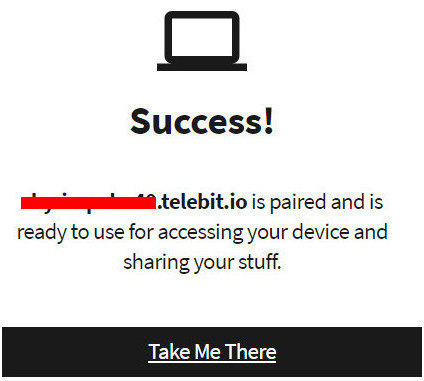 Success!
.telebit.io is paired and is
ready to use for accessing your device and
sharing your stuff.
Take Me There